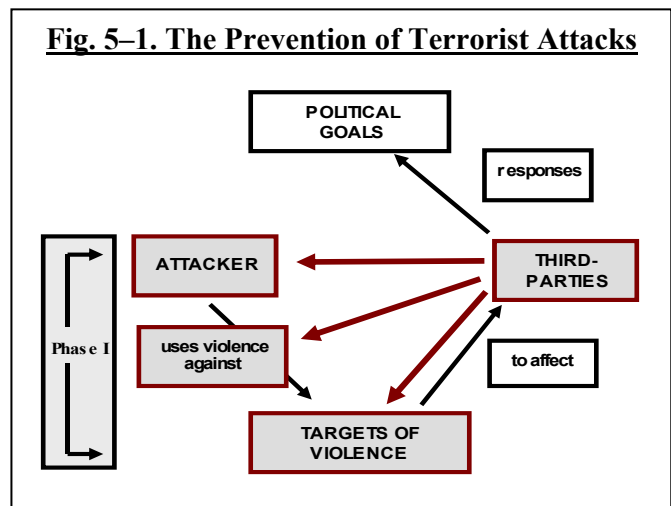 Fig. 5–1. The Prevention of Terrorist Attacks
POLITICAL
GOALS
responses
ATTACKER
THIRD-
PARTIES
Phase I
uses violence
against
to affect
TARGETS OF
VIOLENCE